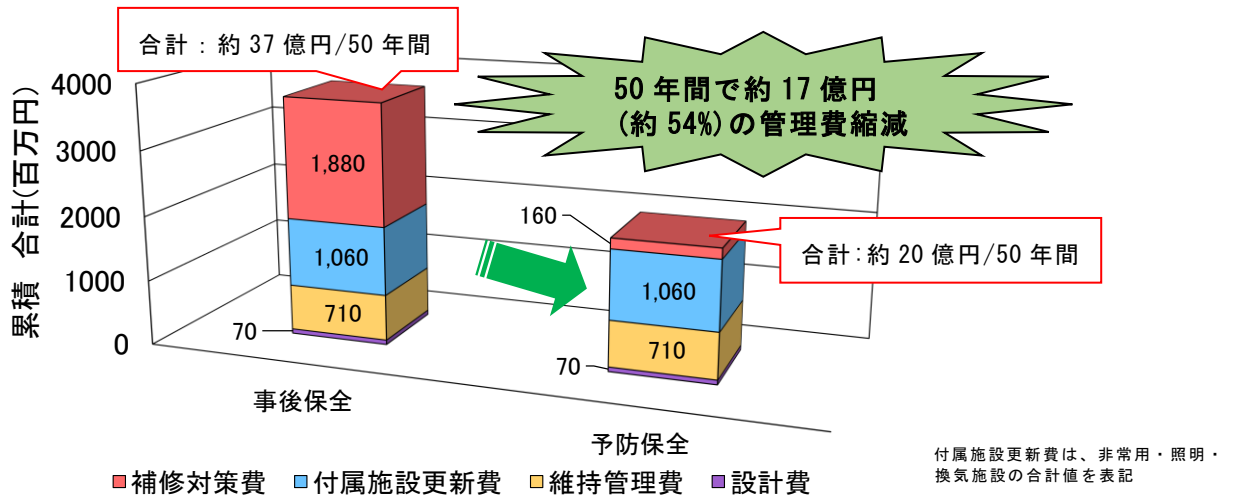 合計：約 37 億円/50 年間
50 年間で約 17 億円
(約 54%)の管理費縮減
累積 合計(百万円)
4000
3000
2000
1000
0
1,880
1,060
710
70
160
1,060
710
70
合計：約 20 億円/50 年間
事後保全
予防保全
補修対策費 付属施設更新費 維持管理費 設計費
付属施設更新費は、非常用・照明・
換気施設の合計値を表記